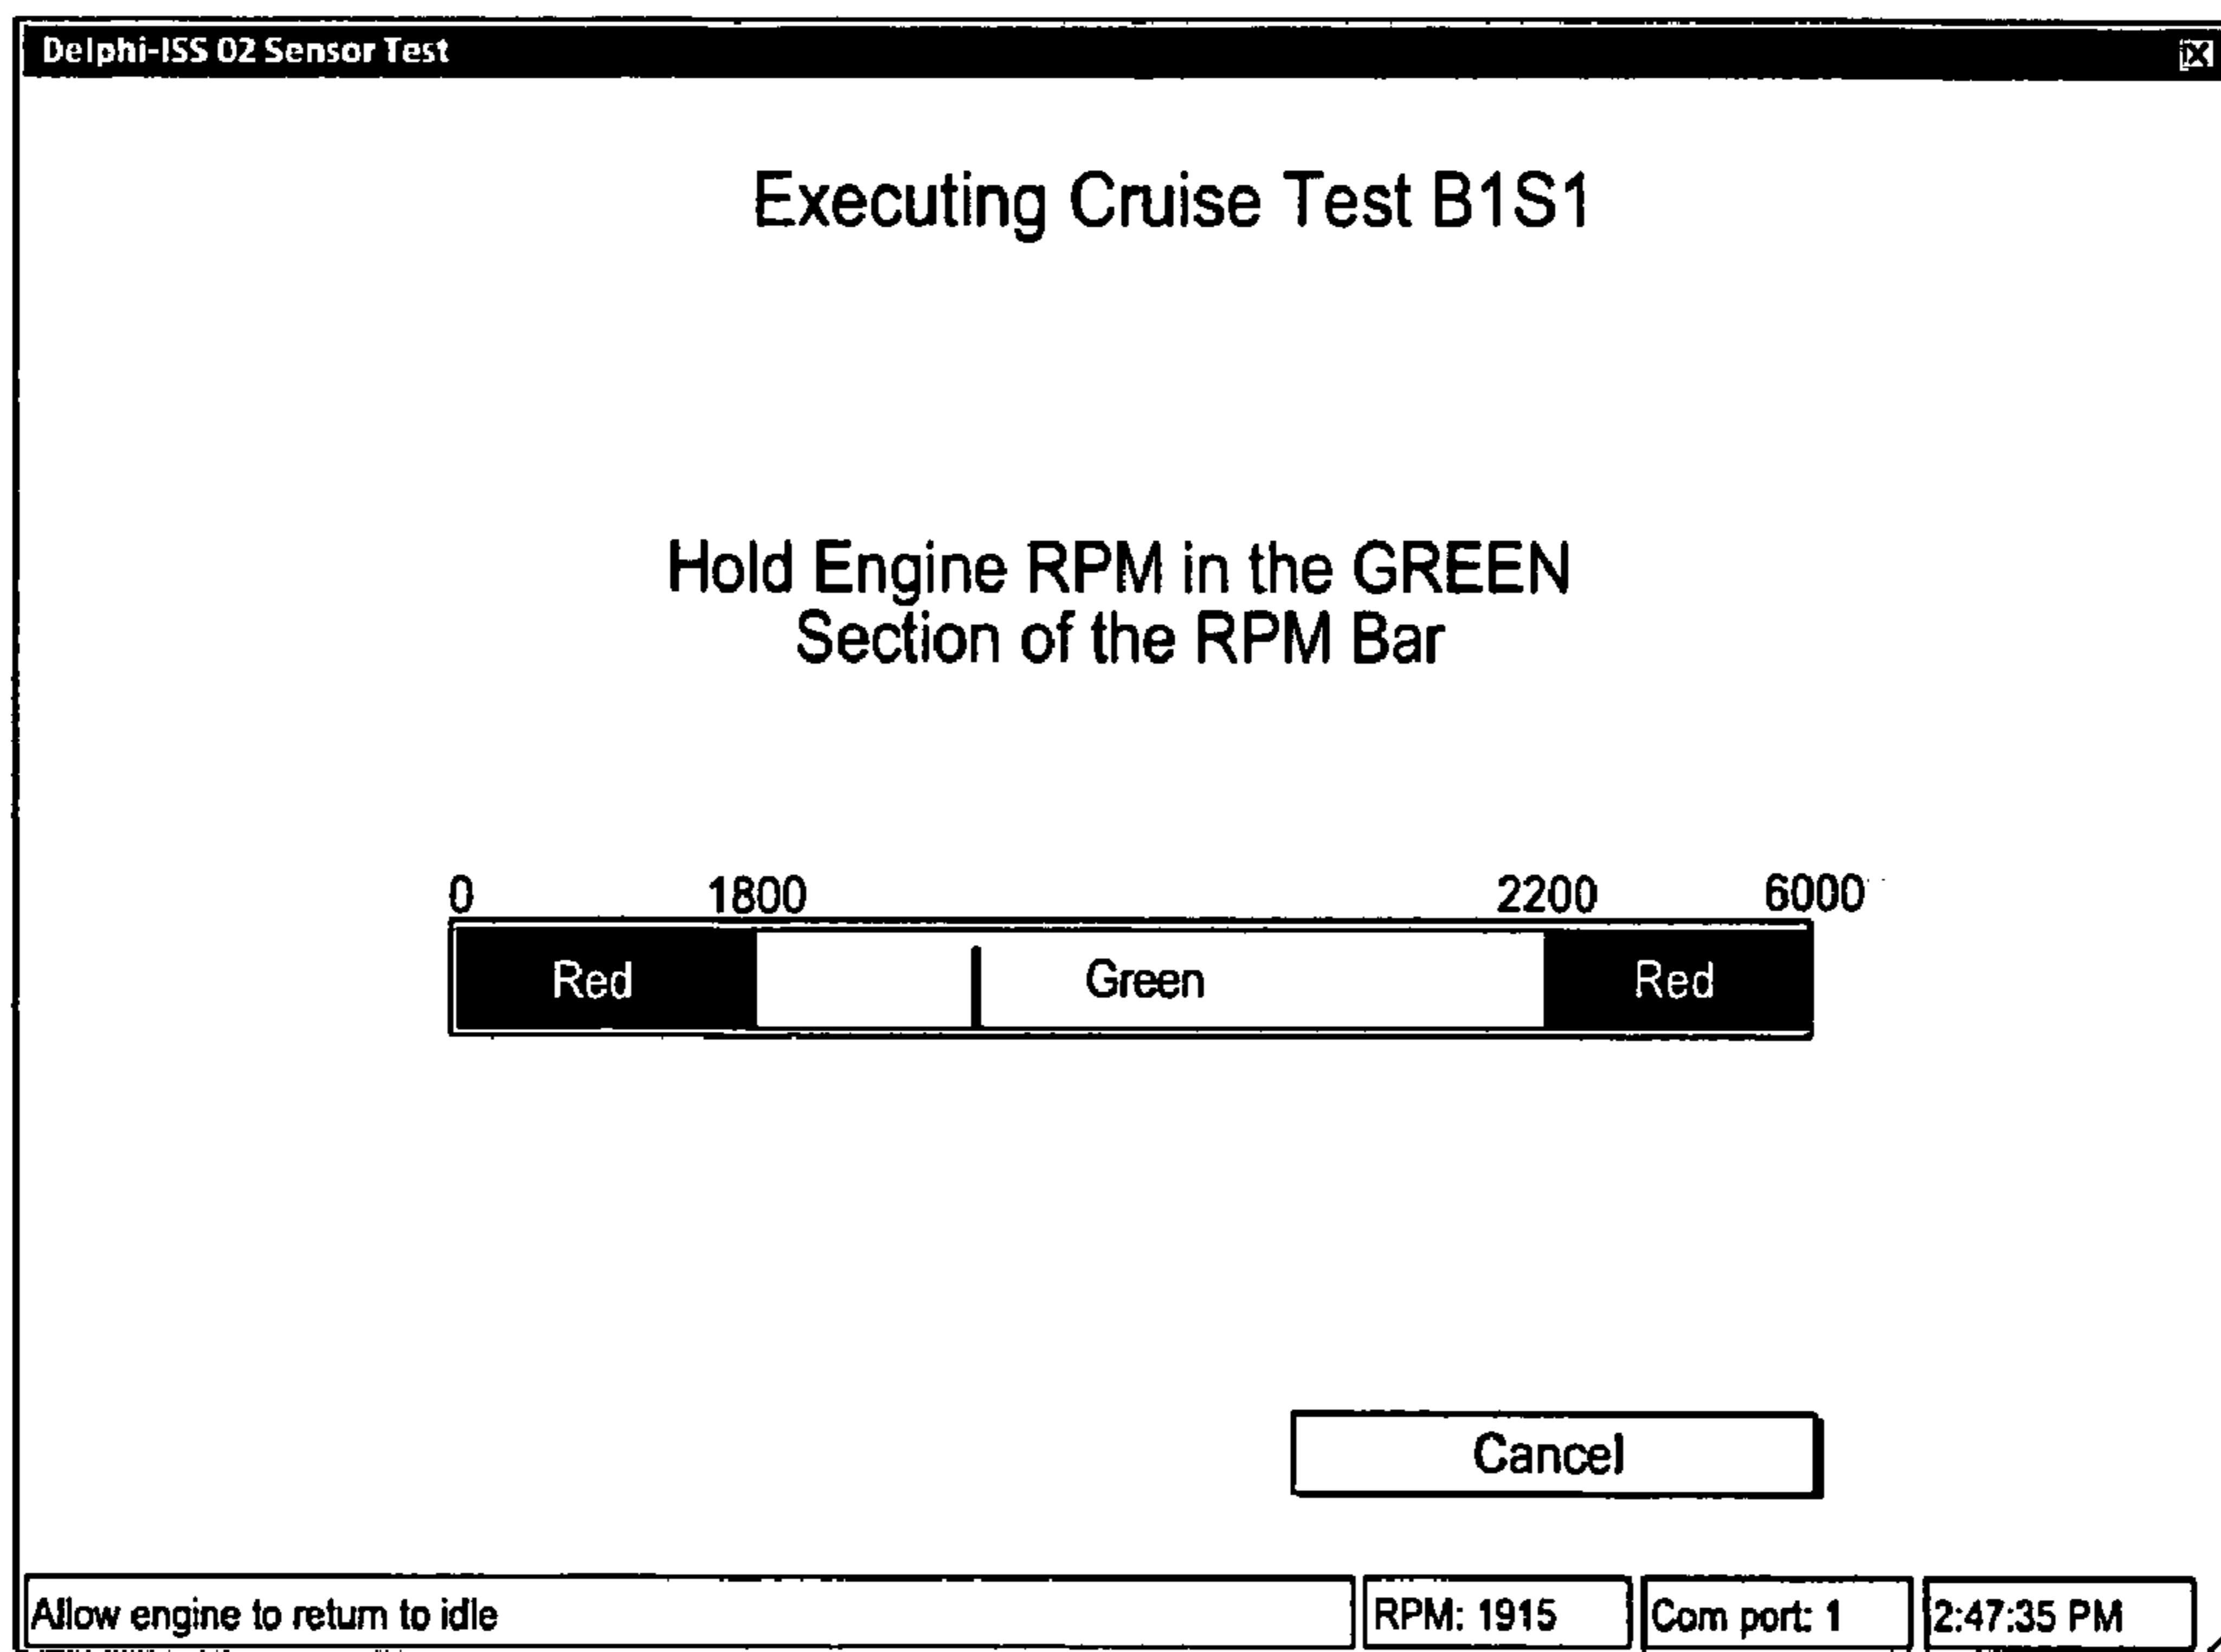 Delphi-ISS 02 Sensor Test
Executing Cruise Test B1S1
Hold Engine RPM in the GREEN
Section of the RPM Bar
0 1800 2200 6000
Red Green Red
Cancel
Allow engine to return to idle RPM: 1915 Com port: 1 2:47:35 PM